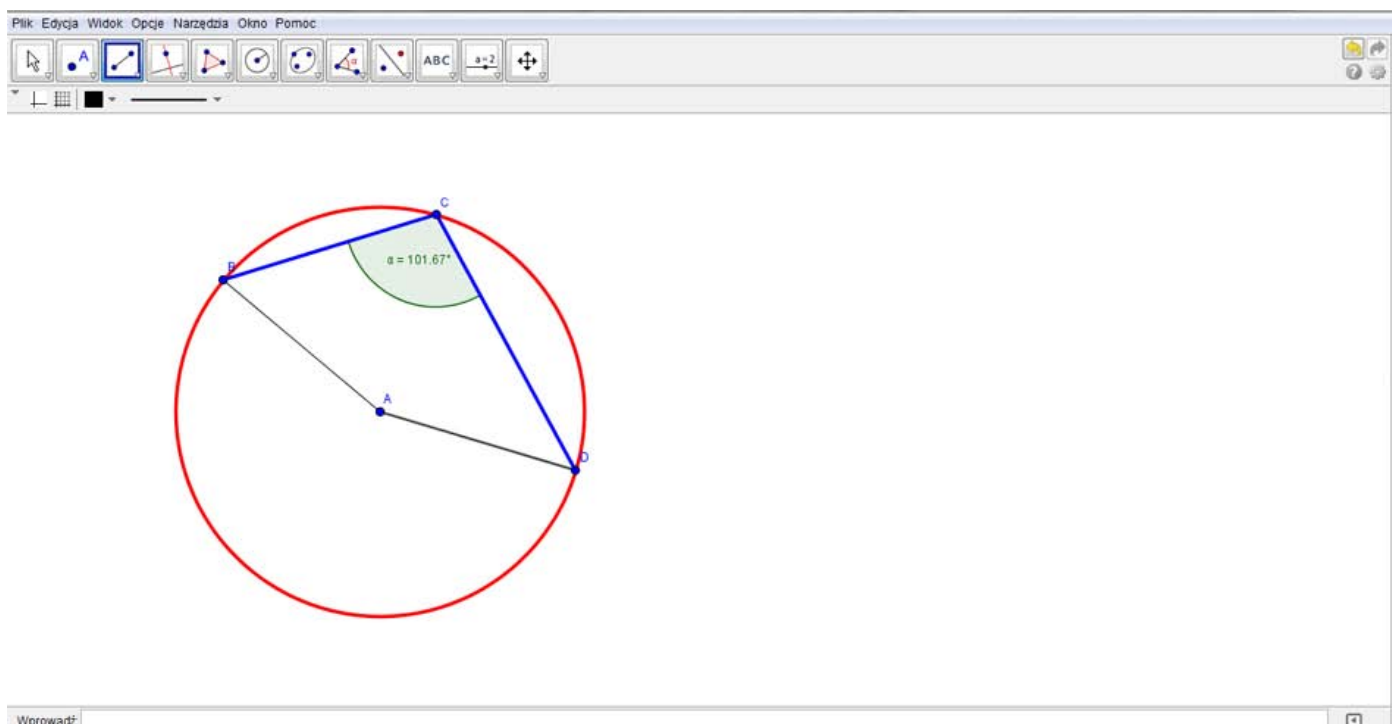 Plik Edycja Widok Opcje Narzędzia Okno Pomoc
A α ABC a=2
C
B
α = 101.67°
A
D
Wprowadź: